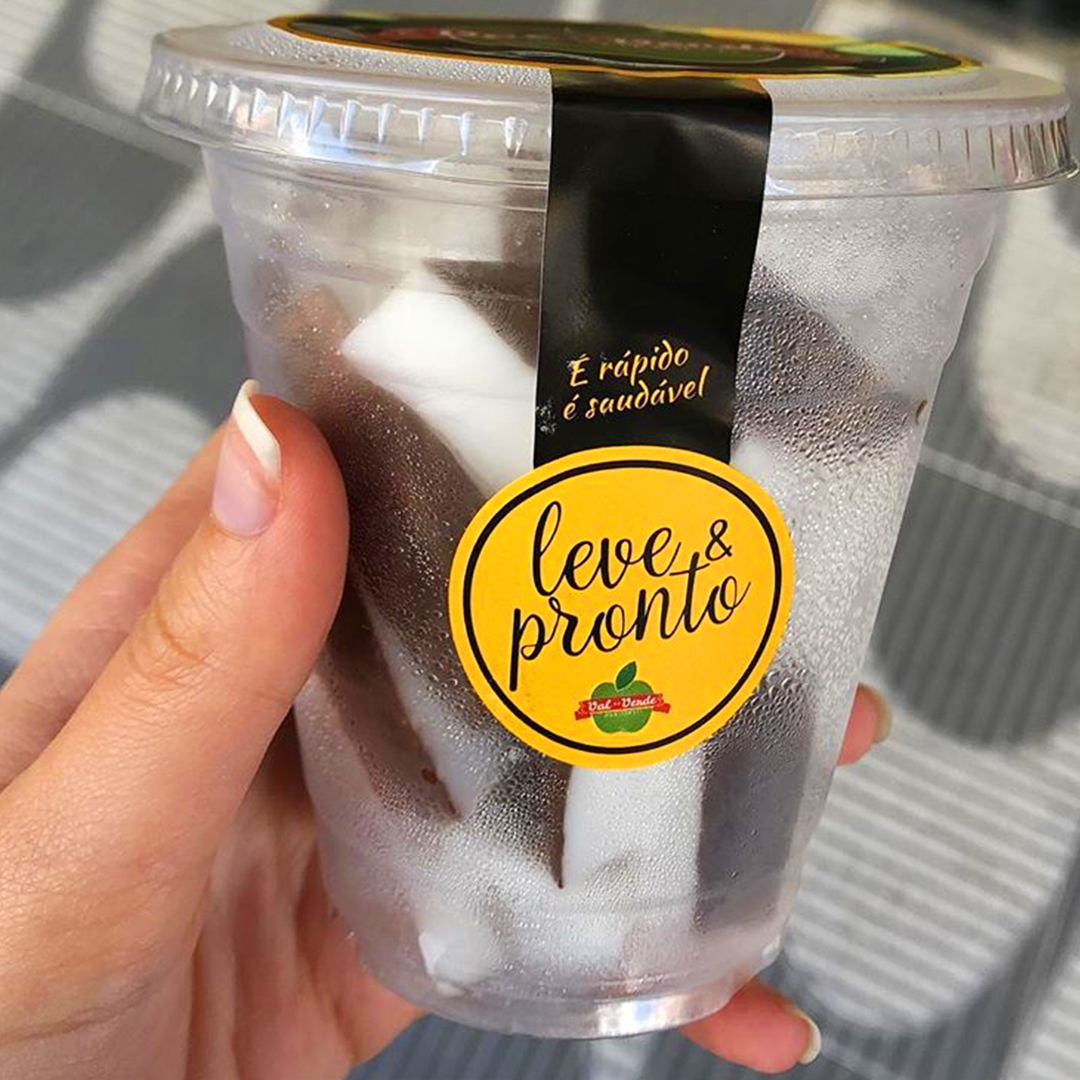 É rápido
é saudável
leve &
pronto
Val Verde